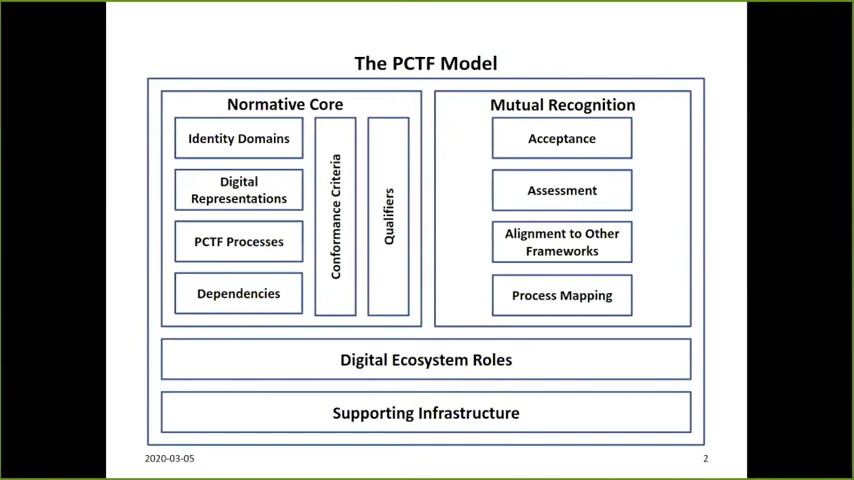 The PCTF Model
Normative Core
Identity Domains
Digital
Representations
PCTF Processes
Dependencies
Conformance Criteria
Qualifiers
Mutual Recognition
Acceptance
Assessment
Alignment to Other
Frameworks
Process Mapping
Digital Ecosystem Roles
Supporting Infrastructure
2020-03-05
2